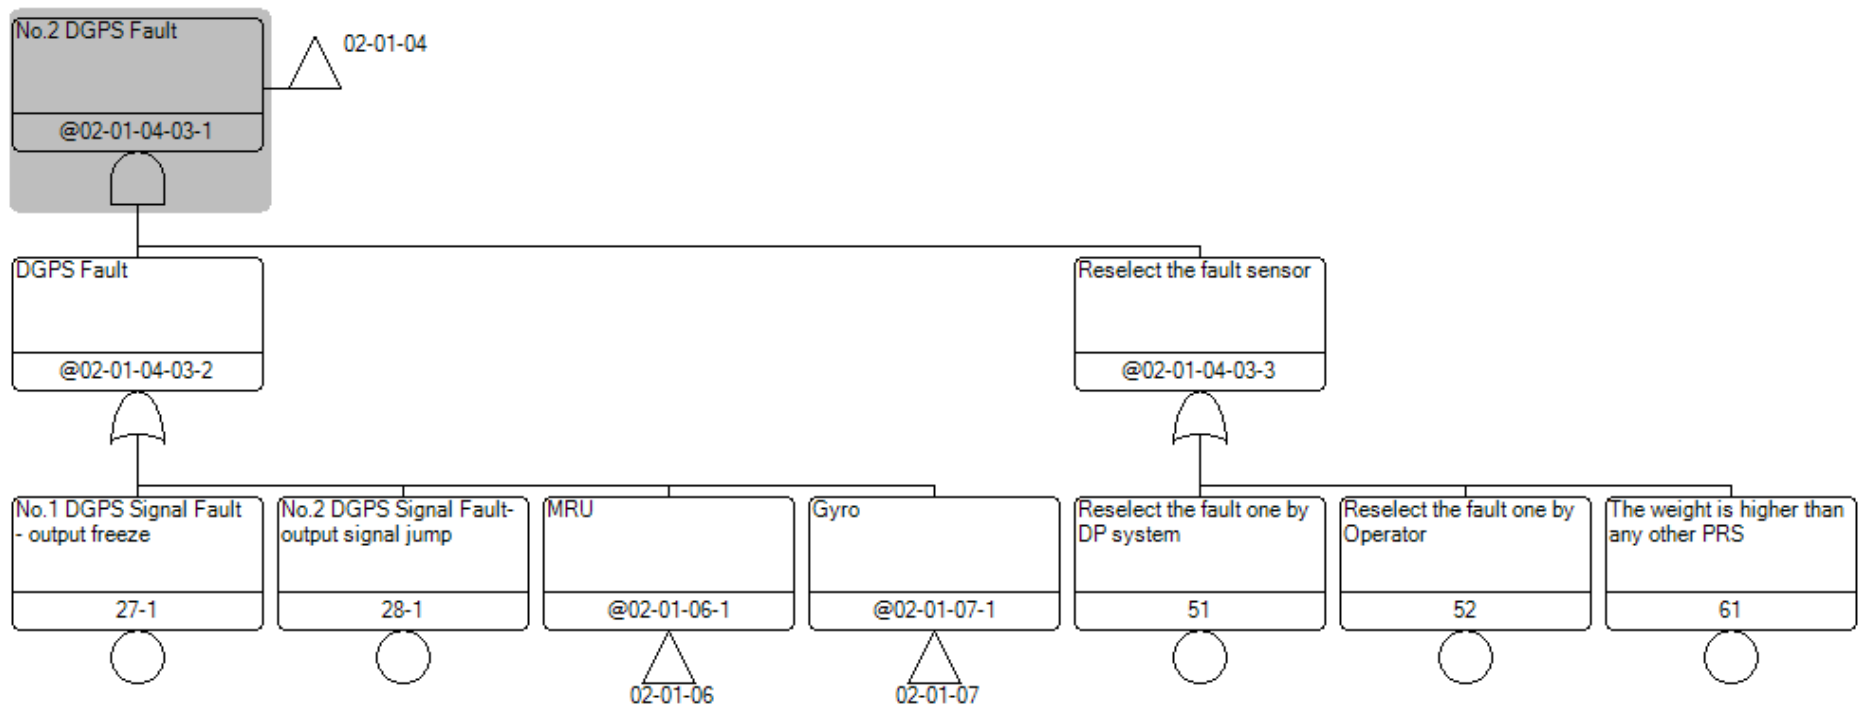 No.2 DGPS Fault
02-01-04
@02-01-04-03-1
DGPS Fault
@02-01-04-03-2
Reselect the fault sensor
@02-01-04-03-3
No.1 DGPS Signal Fault
- output freeze
27-1
No.2 DGPS Signal Fault-
output signal jump
28-1
MRU
@02-01-06-1
02-01-06
Gyro
@02-01-07-1
02-01-07
Reselect the fault one by
DP system
51
Reselect the fault one by
Operator
52
The weight is higher than
any other PRS
61